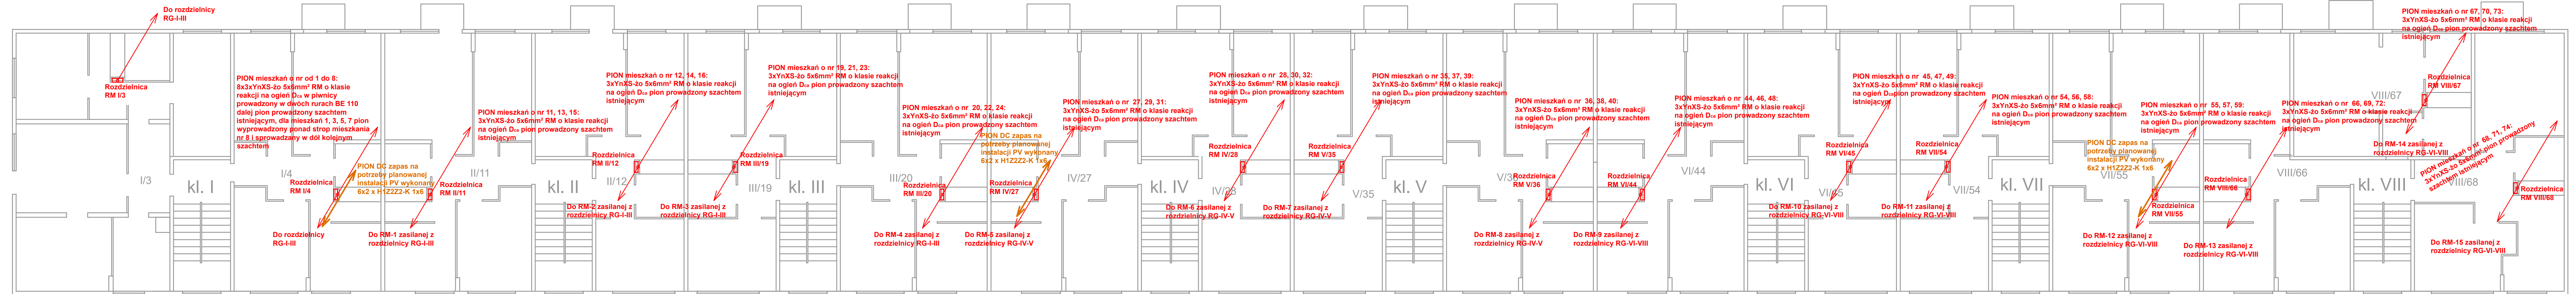 Do rozdzielnicy
RG-I-III
Rozdzielnica
RM I/3
I/3
kl. I
PION mieszkań o nr od 1 do 8:
8x3xYnXS-żo 5x6mm² RM o klasie
reakcji na ogień Dca w piwnicy
prowadzony w dwóch rurach BE 110
dalej pion prowadzony szachtem
istniejącym, dla mieszkań 1, 3, 5, 7 pion
wyprowadzony ponad strop mieszkania
nr 8 i sprowadzony w dół kolejnym
szachtem
I/4
Rozdzielnica
RM I/4
PION DC zapas na
potrzeby planowanej
instalacji PV wykonany
6x2 x H1Z2Z2-K 1x6
Do rozdzielnicy
RG-I-III
PION mieszkań o nr 11, 13, 15:
3xYnXS-żo 5x6mm² RM o klasie reakcji
na ogień Dca pion prowadzony szachtem
istniejącym
II/11
Rozdzielnica
RM II/11
Do RM-1 zasilanej z
rozdzielnicy RG-I-III
kl. II
PION mieszkań o nr 12, 14, 16:
3xYnXS-żo 5x6mm² RM o klasie reakcji
na ogień Dca pion prowadzony szachtem
istniejącym
Rozdzielnica
RM II/12
II/12
Do RM-2 zasilanej z
rozdzielnicy RG-I-III
PION mieszkań o nr 19, 21, 23:
3xYnXS-żo 5x6mm² RM o klasie reakcji
na ogień Dca pion prowadzony szachtem
istniejącym
Rozdzielnica
RM II/19
III/19
Do RM-3 zasilanej z
rozdzielnicy RG-I-III
kl. III
PION mieszkań o nr 20, 22, 24:
3xYnXS-żo 5x6mm² RM o klasie reakcji
na ogień Dca pion prowadzony szachtem
istniejącym
III/20
Rozdzielnica
RM III/20
Do RM-4 zasilanej z
rozdzielnicy RG-I-III
PION mieszkań o nr 27, 29, 31:
3xYnXS-żo 5x6mm² RM o klasie reakcji
na ogień Dca pion prowadzony szachtem
istniejącym
PION DC zapas na
potrzeby planowanej
instalacji PV wykonany
6x2 x H1Z2Z2-K 1x6
IV/27
Rozdzielnica
RM IV/27
Do RM-5 zasilanej z
rozdzielnicy RG-IV-V
kl. IV
PION mieszkań o nr 28, 30, 32:
3xYnXS-żo 5x6mm² RM o klasie reakcji
na ogień Dca pion prowadzony szachtem
istniejącym
Rozdzielnica
RM IV/28
IV/28
Do RM-6 zasilanej z
rozdzielnicy RG-IV-V
PION mieszkań o nr 35, 37, 39:
3xYnXS-żo 5x6mm² RM o klasie reakcji
na ogień Dca pion prowadzony szachtem
istniejącym
Rozdzielnica
RM V/35
V/35
Do RM-7 zasilanej z
rozdzielnicy RG-IV-V
kl. V
PION mieszkań o nr 36, 38, 40:
3xYnXS-żo 5x6mm² RM o klasie reakcji
na ogień Dca pion prowadzony szachtem
istniejącym
Rozdzielnica
RM V/36
Do RM-8 zasilanej z
rozdzielnicy RG-IV-V
PION mieszkań o nr 44, 46, 48:
3xYnXS-żo 5x6mm² RM o klasie reakcji
na ogień Dca pion prowadzony szachtem
istniejącym
Rozdzielnica
RM VI/44
V/44
Do RM-9 zasilanej z
rozdzielnicy RG-VI-VIII
kl. VI
PION mieszkań o nr 45, 47, 49:
3xYnXS-żo 5x6mm² RM o klasie reakcji
na ogień Dca pion prowadzony szachtem
istniejącym
Rozdzielnica
RM VI/45
Do RM-10 zasilanej z
rozdzielnicy RG-VI-VIII
PION mieszkań o nr 54, 56, 58:
3xYnXS-żo 5x6mm² RM o klasie reakcji
na ogień Dca pion prowadzony szachtem
istniejącym
Rozdzielnica
RM VII/54
VII/54
Do RM-11 zasilanej z
rozdzielnicy RG-VI-VIII
kl. VII
PION mieszkań o nr 55, 57, 59:
3xYnXS-żo 5x6mm² RM o klasie reakcji
na ogień Dca pion prowadzony szachtem
istniejącym
PION DC zapas na
potrzeby planowanej
instalacji PV wykonany
6x2 x H1Z2Z2-K 1x6
VII/55
Rozdzielnica
RM VII/55
Do RM-12 zasilanej z
rozdzielnicy RG-VI-VIII
PION mieszkań o nr 66, 69, 72:
3xYnXS-żo 5x6mm² RM o klasie reakcji
na ogień Dca pion prowadzony szachtem
istniejącym
VIII/66
Rozdzielnica
RM VIII/66
Do RM-13 zasilanej z
rozdzielnicy RG-VI-VIII
kl. VIII
PION mieszkań o nr 67, 70, 73:
3xYnXS-żo 5x6mm² RM o klasie reakcji
na ogień Dca pion prowadzony szachtem
istniejącym
Rozdzielnica
RM VIII/67
VIII/67
Do RM-14 zasilanej z
rozdzielnicy RG-VI-VIII
PION mieszkań o nr 68, 71, 74:
3xYnXS-żo 5x6mm² pion prowadzony
szachtem istniejącym
VIII/68
Rozdzielnica
RM VIII/68
Do RM-15 zasilanej z
rozdzielnicy RG-VI-VIII